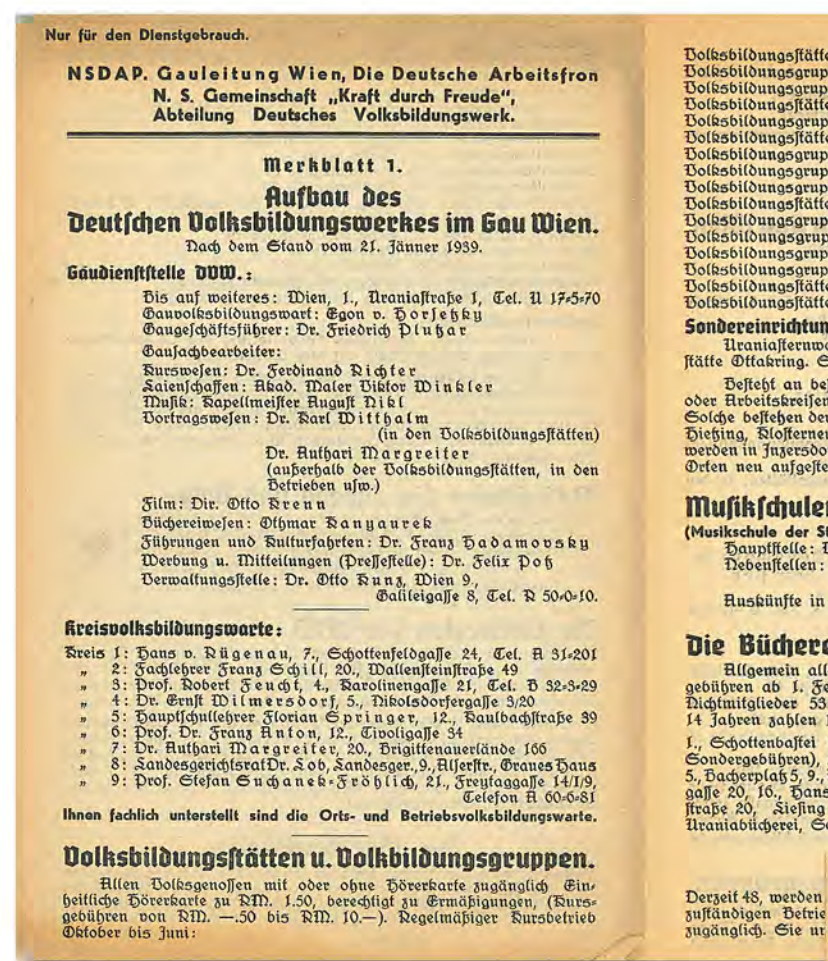 Nur für den Dienstgebrauch.
NSDAP. Gauleitung Wien, Die Deutsche Arbeitsfron
N. S. Gemeinschaft „Kraft durch Freude“,
Abteilung Deutsches Volksbildungswerk.
Merkblatt 1.
Aufbau des
Deutschen Volksbildungswerkes im Gau Wien.
Nach dem Stand vom 21. Jänner 1939.
Gaudienststelle DVW.:
Bis auf weiteres: Wien, 1., Uraniastraße 1, Tel. U 17-5-70
Gauvolksbildungswart: Egon v. Horsetzky
Gaugeschäftsführer: Dr. Friedrich Pluhar
Gaufachbearbeiter:
Kurswesen: Dr. Ferdinand Richter
Laienschaffen: Akad. Maler Viktor Winkler
Musik: Kapellmeister August Nikl
Vortragswesen: Dr. Karl Witthalm
(in den Volksbildungsstätten)
Dr. Authari Margreiter
(außerhalb der Volksbildungsstätten, in den
Betrieben usw.)
Film: Dir. Otto Krenn
Büchereiwesen: Othmar Kanyaurek
Führungen und Kulturfahrten: Dr. Franz Hadamovsky
Werbung u. Mitteilungen (Pressestelle): Dr. Felix Potz
Verwaltungsstelle: Dr. Otto Kunz, Wien 9.,
Galileigasse 8, Tel. R 50-0-10.
Kreisvolksbildungswarte:
Kreis 1: Hans v. Rügenau, 7., Schottenfeldgasse 24, Tel. A 31-201
„ 2: Fachlehrer Franz Schill, 20., Wallensteinstraße 49
„ 3: Prof. Robert Feucht, 4., Karolinengasse 21, Tel. B 32-3-29
„ 4: Dr. Ernst Wilmersdorf, 5., Nikolsdorfergasse 3/20
„ 5: Hauptschullehrer Florian Springer, 12., Kaulbachstraße 39
„ 6: Prof. Dr. Franz Anton, 12., Tivoligasse 34
„ 7: Dr. Authari Margreiter, 20., Brigittenauerlände 166
„ 8: Landesgerichtsrat Dr. Lob, Landesger., 9., Alserstr., Graues Haus
„ 9: Prof. Stefan Suchanek-Fröhlich, 21., Freytaggasse 14/1/9,
Telefon A 60-6-81
Ihnen fachlich unterstellt sind die Orts- und Betriebsvolksbildungswarte.
Volksbildungsstätten u. Volkbildungsgruppen.
Allen Volksgenossen mit oder ohne Hörerkarte zugänglich Ein-
heitliche Hörerkarte zu RM. 1.50, berechtigt zu Ermäßigungen, (Kurs-
gebühren von RM. —.50 bis RM. 10.—). Regelmäßiger Kursbetrieb
Oktober bis Juni:
Volksbildungsstätte
Volksbildungsgrup
Volksbildungsgrup
Volksbildungsstätte
Volksbildungsgrup
Volksbildungsstätte
Volksbildungsgrup
Volksbildungsgrup
Volksbildungsgrup
Volksbildungsstätte
Volksbildungsgrup
Volksbildungsgrup
Volksbildungsgrup
Volksbildungsgrup
Volksbildungsstätte
Volksbildungsstätte
Sondereinrichtun
Uraniasternwa
stätte Ottakring. S
Besteht an be
oder Arbeitskreisen
Solche bestehen der
Hietzing, Klosterneu
werden in Inzersdo
Orten neu aufgeste
Musikschulen
(Musikschule der St
Hauptstelle:
Nebenstellen:
Auskünfte in
Die Büchere
Allgemein all
gebühren ab 1. Fe
Nichtmitglieder 53
14 Jahren zahlen
1., Schottenbastei
Sondergebühren),
5., Bacherplatz 5, 9.,
gasse 20, 16., Hans
straße 20, Liesing
Uraniabücherei, Se
Derzeit 48, werden
zuständigen Betrie
zugänglich. Sie un